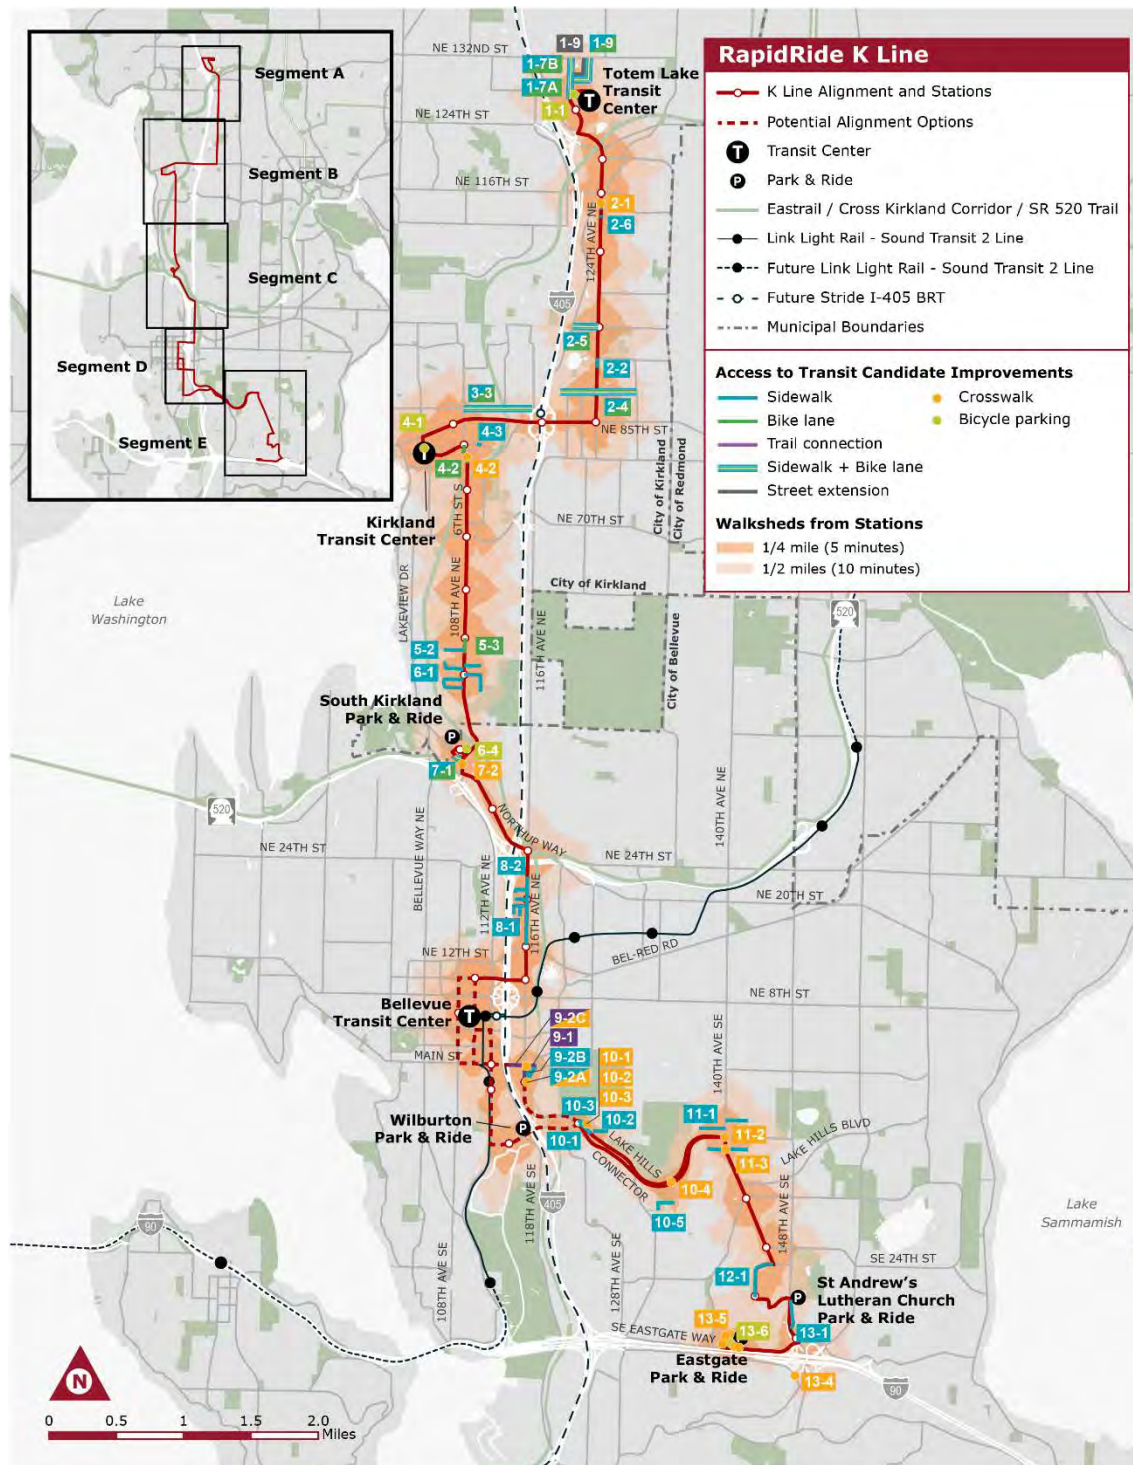 Segment A
Segment B
Segment C
Segment D
Segment E
RapidRide K Line
K Line Alignment and Stations
Potential Alignment Options
T
Transit Center
P
Park & Ride
Eastrail / Cross Kirkland Corridor / SR 520 Trail
Link Light Rail - Sound Transit 2 Line
Future Link Light Rail - Sound Transit 2 Line
Future Stride I-405 BRT
Municipal Boundaries
Access to Transit Candidate Improvements
Sidewalk
Crosswalk
Bike lane
Bicycle parking
Trail connection
Sidewalk + Bike lane
Street extension
Walksheds from Stations
1/4 mile (5 minutes)
1/2 miles (10 minutes)
NE 132ND ST
1-9
1-9
1-7B
1-7A
1-1
Totem Lake
Transit
Center
T
NE 124TH ST
NE 116TH ST
2-1
2-6
124TH AVE NE
405
2-5
2-2
2-4
3-3
4-1
4-3
NE 85TH ST
T
4-2
4-2
City of Kirkland
City of Redmond
6TH ST S
Kirkland
Transit Center
NE 70TH ST
City of Kirkland
520
Lake
Washington
LAKEVIEW DR
108TH AVE NE
116TH AVE NE
City of Bellevue
5-2
5-3
6-1
South Kirkland
Park & Ride
P
6-4
7-1
7-2
520
NORTHUP WAY
140TH AVE NE
BELLEVUE WAY NE
NE 24TH ST
NE 24TH ST
8-2
112TH AVE NE
116TH AVE NE
NE 20TH ST
8-1
NE 12TH ST
BEL-RED RD
NE 8TH ST
Bellevue
Transit Center
T
9-2C
9-1
MAIN ST
9-2B
10-1
9-2A
10-2
10-3
140TH AVE SE
10-3
10-2
11-1
Wilburton
Park & Ride
P
10-1
LAKE HILLS
CONNECTOR
11-2
LAKE HILLS BLVD
11-3
10-4
118TH AVE SE
405
10-5
148TH AVE SE
Lake
Sammamish
90
SE 24TH ST
108TH AVE SE
128TH AVE SE
12-1
St Andrew's
Lutheran Church
Park & Ride
P
13-5
13-6
13-1
SE EASTGATE WAY
Eastgate
Park & Ride
13-4
90
N
0 0.5 1 1.5 2.0
Miles